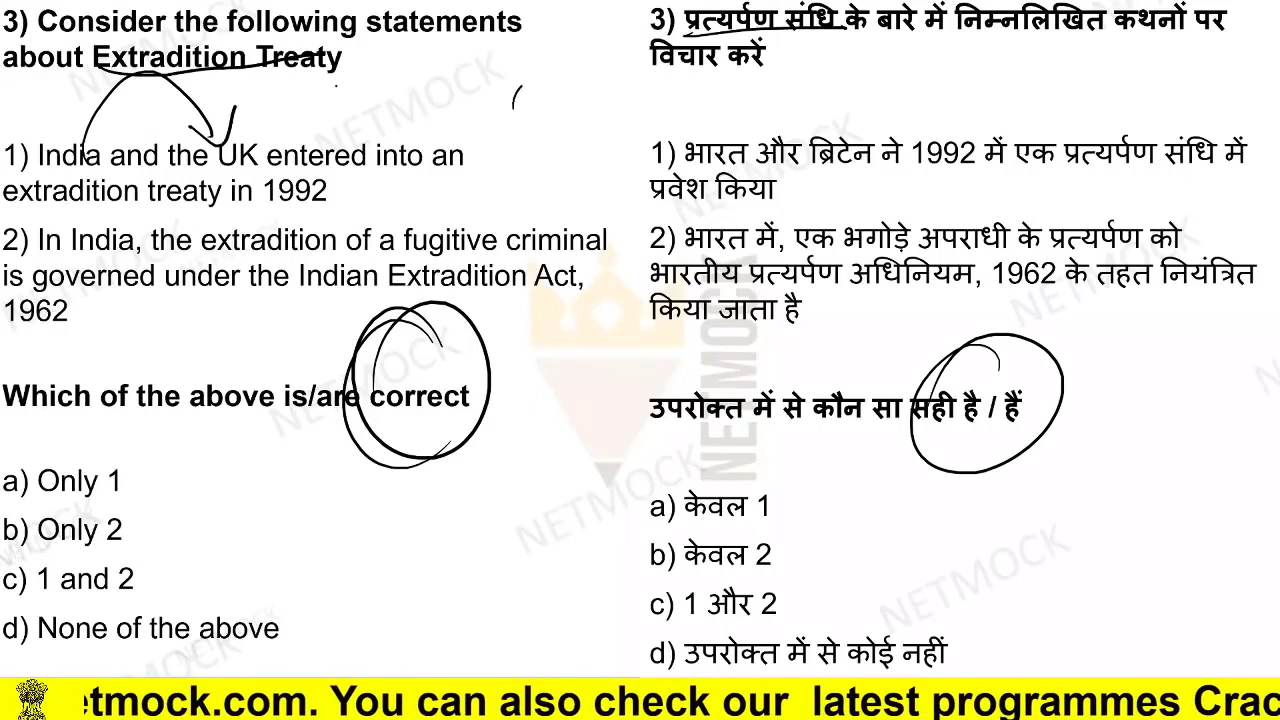 3) Consider the following statements
about Extradition Treaty
1) India and the UK entered into an
extradition treaty in 1992
2) In India, the extradition of a fugitive criminal
is governed under the Indian Extradition Act,
1962
Which of the above is/are correct
a) Only 1
b) Only 2
c) 1 and 2
d) None of the above
3) प्रत्यर्पण संधि के बारे में निम्नलिखित कथनों पर
विचार करें
1) भारत और ब्रिटेन ने 1992 में एक प्रत्यर्पण संधि में
प्रवेश किया
2) भारत में, एक भगोड़े अपराधी के प्रत्यर्पण को
भारतीय प्रत्यर्पण अधिनियम, 1962 के तहत नियंत्रित
किया जाता है
उपरोक्त में से कौन सा सही है / हैं
a) केवल 1
b) केवल 2
c) 1 और 2
d) उपरोक्त में से कोई नहीं
NETMOCK
etmock.com. You can also check our latest programmes Crac